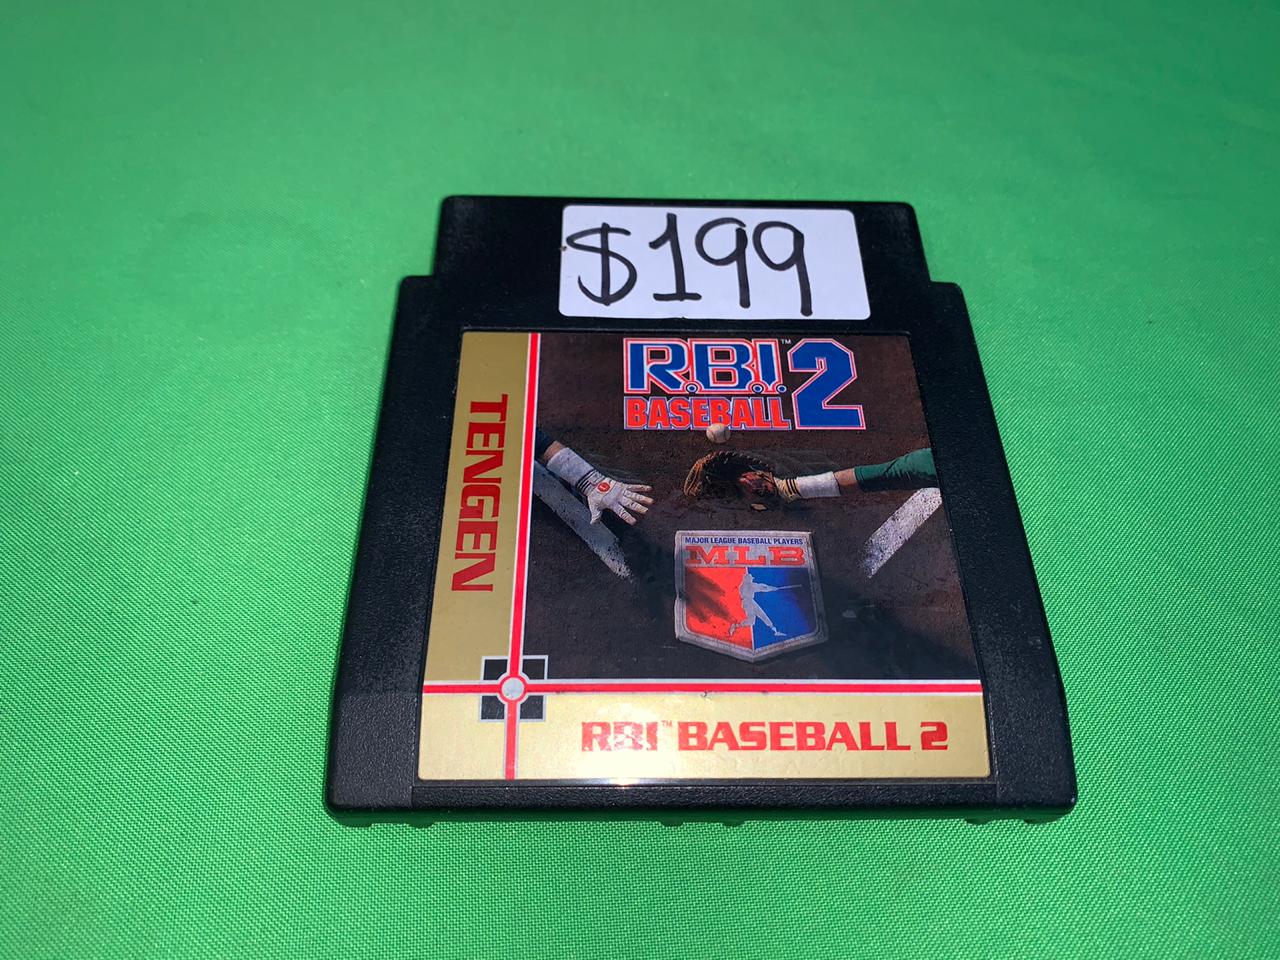 $199
R.B.I.™ 2
BASEBALL
TENGEN
MAJOR LEAGUE BASEBALL PLAYERS
MLB
RBI™ BASEBALL 2